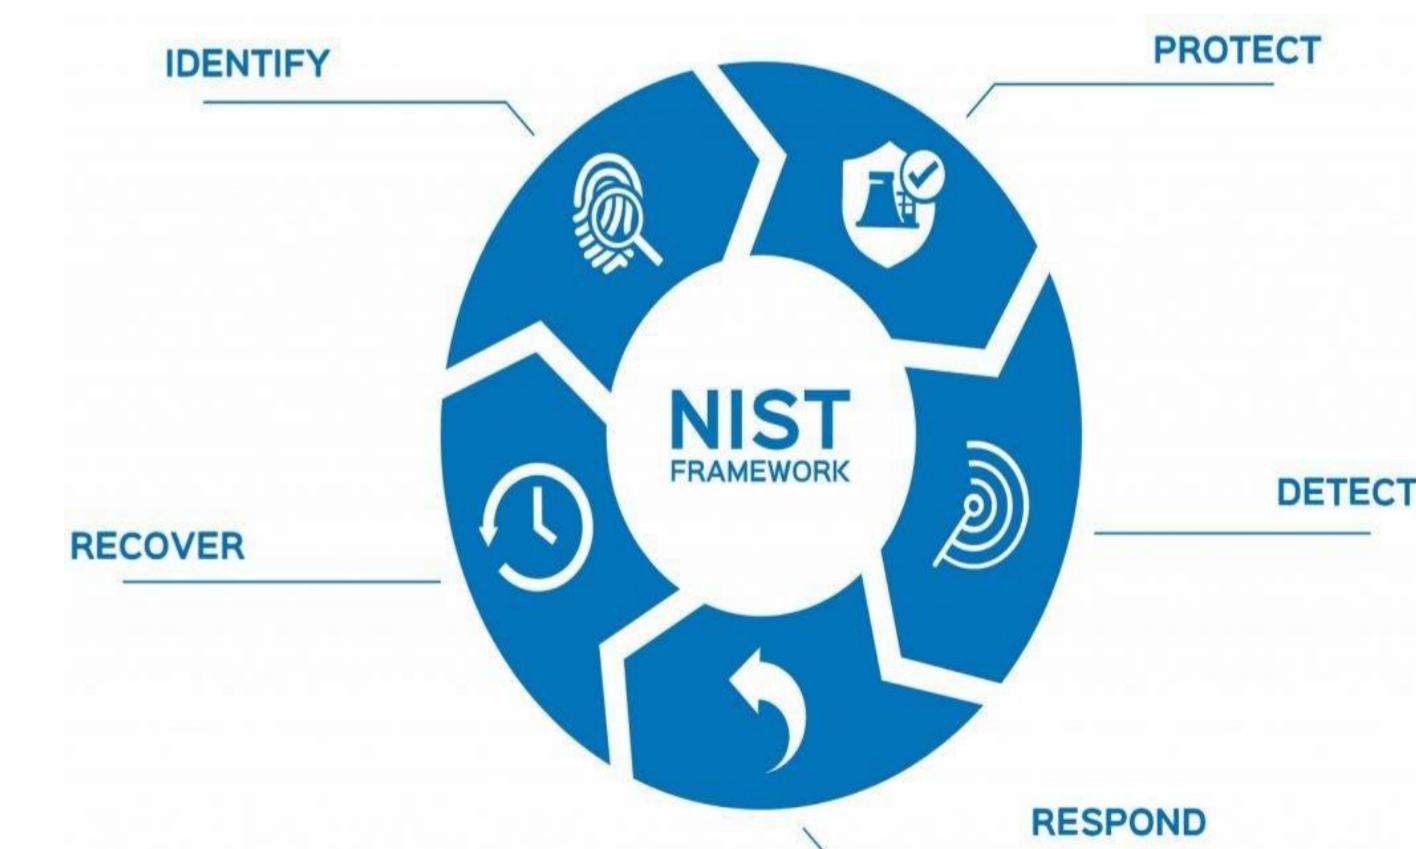 IDENTIFY
PROTECT
NIST
FRAMEWORK
DETECT
RECOVER
RESPOND